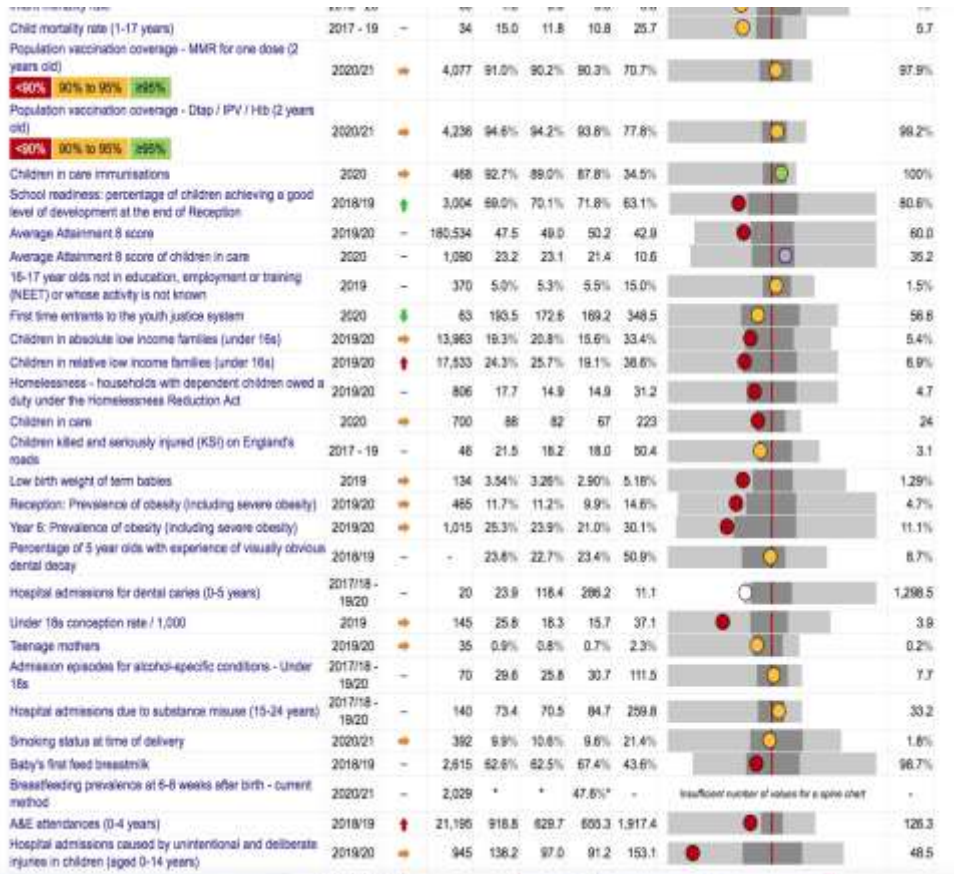 Child mortality rate (1-17 years) 2017 - 19 – 34 15.0 11.8 10.8 25.7 5.7
Population vaccination coverage - MMR for one dose (2
years old) 2020/21 4,077 91.0% 90.2% 90.3% 70.7% 97.9%
<90% 90% to 95% ≥95%
Population vaccination coverage - Dtap / IPV / Hib (2 years
old) 2020/21 4,236 94.6% 94.2% 93.8% 77.8% 99.2%
<90% 90% to 95% ≥95%
Children in care immunisations 2020 468 92.7% 89.0% 87.8% 34.5% 100%
School readiness: percentage of children achieving a good
level of development at the end of Reception 2018/19 3,004 69.0% 70.1% 71.8% 63.1% 80.6%
Average Attainment 8 score 2019/20 – 180,534 47.5 49.0 50.2 42.9 60.0
Average Attainment 8 score of children in care 2020 – 1,090 23.2 23.1 21.4 10.6 35.2
16-17 year olds not in education, employment or training
(NEET) or whose activity is not known 2019 – 370 5.0% 5.3% 5.5% 15.0% 1.5%
First time entrants to the youth justice system 2020 63 193.5 172.6 169.2 348.5
Children in absolute low income families (under 16s) 2019/20 13,963 19.3% 20.8% 15.6% 33.4% 5.4%
Children in relative low income families (under 16s) 2019/20 17,533 24.3% 25.7% 19.1% 38.6% 6.9%
Homelessness - households with dependent children owed a
duty under the Homelessness Reduction Act 2019/20 – 806 17.7 14.9 14.9 31.2 4.7
Children in care 2020 700 88 82 67 223 24
Children killed and seriously injured (KSI) on England's
roads 2017 - 19 – 46 21.5 18.2 18.0 50.4 3.1
Low birth weight of term babies 2019 134 3.54% 3.26% 2.90% 5.18% 1.29%
Reception: Prevalence of obesity (including severe obesity) 2019/20 465 11.7% 11.2% 9.9% 14.6% 4.7%
Year 6: Prevalence of obesity (including severe obesity) 2019/20 1,015 25.3% 23.9% 21.0% 30.1% 11.1%
Percentage of 5 year olds with experience of visually obvious
dental decay 2018/19 – - 23.8% 22.7% 23.4% 50.9% 8.7%
Hospital admissions for dental caries (0-5 years) 2017/18 -
19/20 – 20 23.9 118.4 286.2 11.1 1,298.5
Under 18s conception rate / 1,000 2019 145 25.8 18.3 15.7 37.1 3.9
Teenage mothers 2019/20 35 0.9% 0.8% 0.7% 2.3% 0.2%
Admission episodes for alcohol-specific conditions - Under
18s 2017/18 -
19/20 – 70 29.6 25.8 30.7 111.5 7.7
Hospital admissions due to substance misuse (15-24 years) 2017/18 -
19/20 – 140 73.4 70.5 84.7 259.8 33.2
Smoking status at time of delivery 2020/21 392 9.9% 10.6% 9.6% 21.4% 1.8%
Baby's first feed breastmilk 2018/19 – 2,615 62.6% 62.5% 67.4% 43.6% 98.7%
Breastfeeding prevalence at 6-8 weeks after birth - current
method 2020/21 – 2,029 * * 47.6%* - Insufficient number of values for a spine chart -
A&E attendances (0-4 years) 2018/19 21,195 918.8 629.7 655.3 1,917.4 126.3
Hospital admissions caused by unintentional and deliberate
injuries in children (aged 0-14 years) 2019/20 945 138.2 97.0 91.2 153.1 48.5